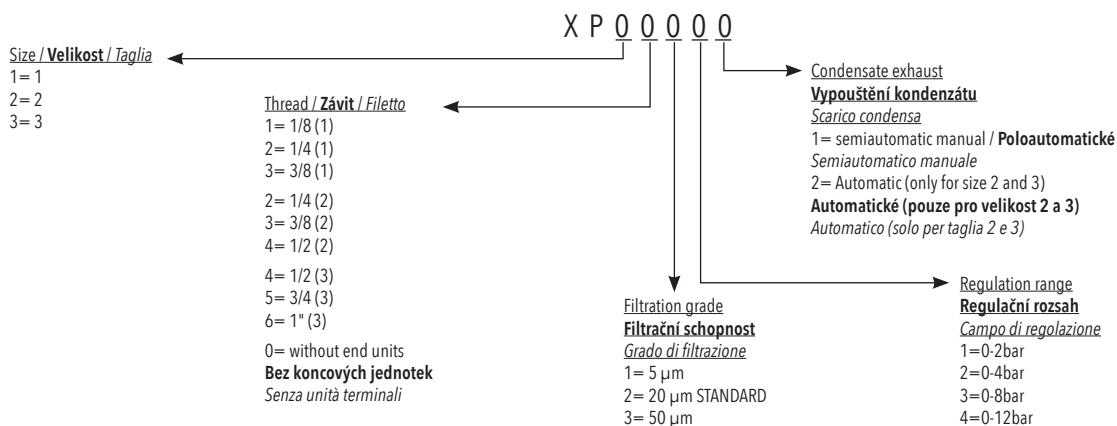 X P 0 0 0 0 0
Size / Velikost / Taglia
1= 1
2= 2
3= 3
Thread / Závit / Filetto
1= 1/8 (1)
2= 1/4 (1)
3= 3/8 (1)
2= 1/4 (2)
3= 3/8 (2)
4= 1/2 (2)
4= 1/2 (3)
5= 3/4 (3)
6= 1" (3)
0= without end units
Bez koncových jednotek
Senza unità terminali
Filtration grade
Filtrační schopnost
Grado di filtrazione
1= 5 µm
2= 20 µm STANDARD
3= 50 µm
Condensate exhaust
Vypouštění kondenzátu
Scarico condensa
1= semiautomatic manual / Poloautomatické
Semiautomatico manuale
2= Automatic (only for size 2 and 3)
Automatické (pouze pro velikost 2 a 3)
Automatico (solo per taglia 2 e 3)
Regulation range
Regulační rozsah
Campo di regolazione
1=0-2bar
2=0-4bar
3=0-8bar
4=0-12bar